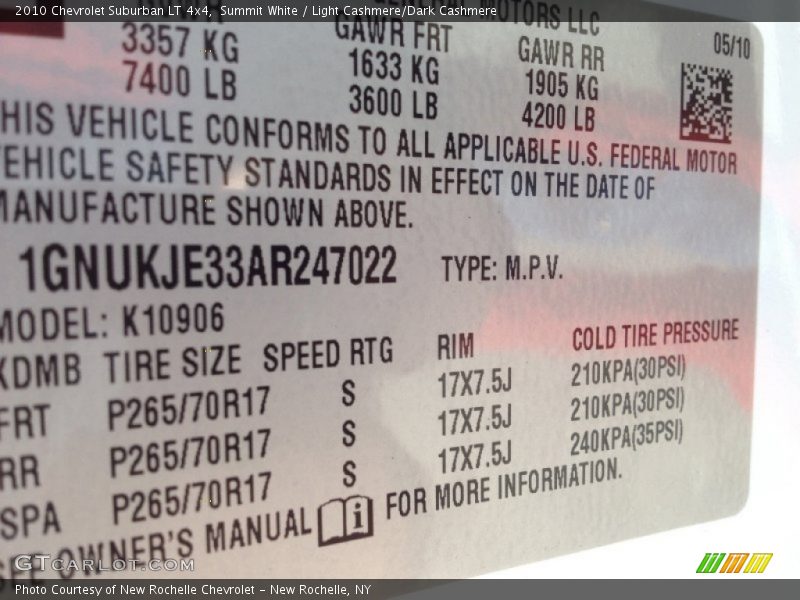 2010 Chevrolet Suburban LT 4x4, Summit White / Light Cashmere/Dark Cashmere
MOTORS LLC
GAWR FRT GAWR RR 05/10
3357 KG 1633 KG 1905 KG
7400 LB 3600 LB 4200 LB
HIS VEHICLE CONFORMS TO ALL APPLICABLE U.S. FEDERAL MOTOR
VEHICLE SAFETY STANDARDS IN EFFECT ON THE DATE OF
MANUFACTURE SHOWN ABOVE.
1GNUKJE33AR247022 TYPE: M.P.V.
MODEL: K10906
KDMB TIRE SIZE SPEED RTG RIM COLD TIRE PRESSURE
FRT P265/70R17 S 17X7.5J 210KPA(30PSI)
RR P265/70R17 S 17X7.5J 210KPA(30PSI)
SPA P265/70R17 S 17X7.5J 240KPA(35PSI)
SEE OWNER'S MANUAL i FOR MORE INFORMATION.
GTcarlot.com
Photo Courtesy of New Rochelle Chevrolet - New Rochelle, NY